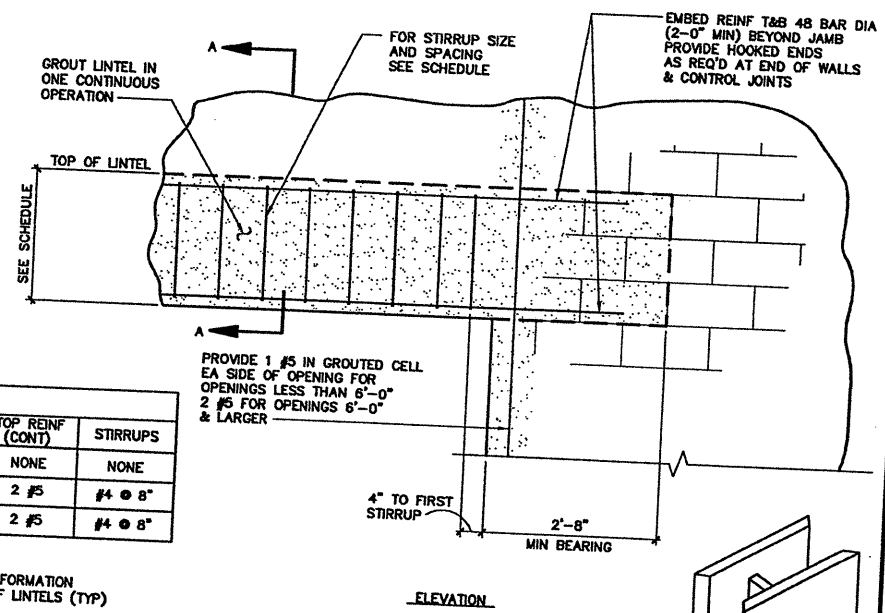 A
FOR STIRRUP SIZE
AND SPACING
SEE SCHEDULE
EMBED REINF T&B 48 BAR DIA
(2-0" MIN) BEYOND JAMB
PROVIDE HOOKED ENDS
AS REQ'D AT END OF WALLS
& CONTROL JOINTS
GROUT LINTEL IN
ONE CONTINUOUS
OPERATION
TOP OF LINTEL
SEE SCHEDULE
A
PROVIDE 1 #5 IN GROUTED CELL
EA SIDE OF OPENING FOR
OPENINGS LESS THAN 6'-0"
2 #5 FOR OPENINGS 6'-0"
& LARGER
TOP REINF
(CONT)
STIRRUPS
NONE
NONE
2 #5
#4 @ 8"
2 #5
#4 @ 8"
4" TO FIRST
STIRRUP
2'-8"
MIN BEARING
FORMATION
F LINTELS (TYP)
ELEVATION